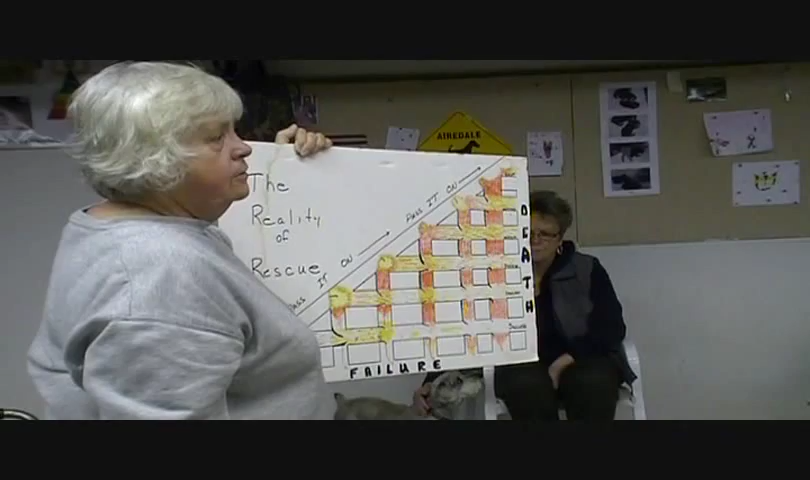 AIREDALE
The
Reality
of
Rescue
PASS IT ON
PASS IT ON
DEATH
FAILURE